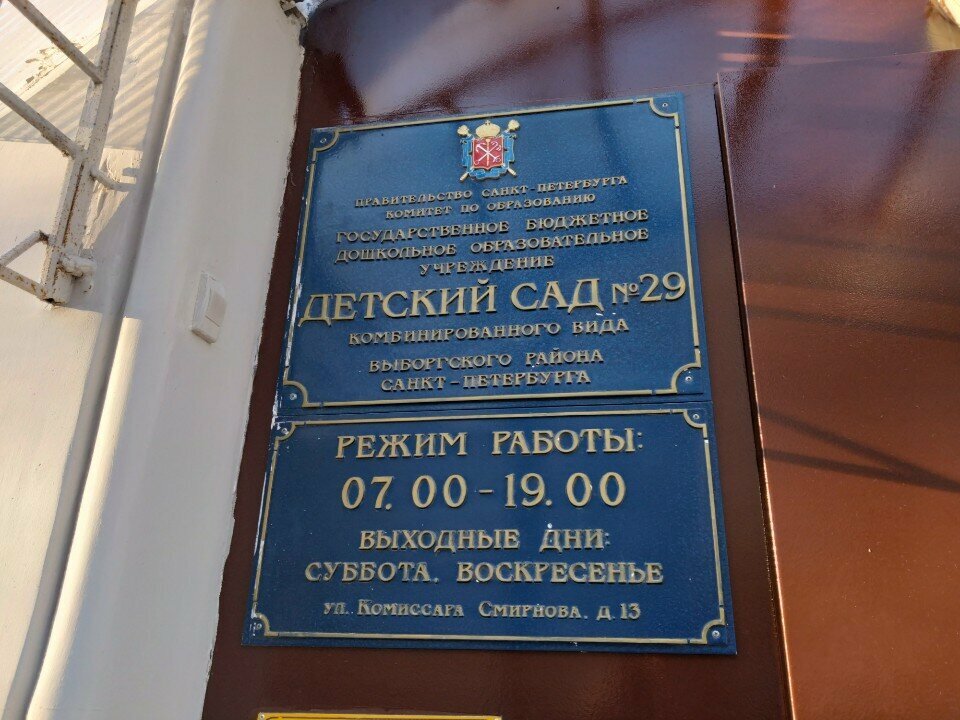 ПРАВИТЕЛЬСТВО САНКТ-ПЕТЕРБУРГА
КОМИТЕТ ПО ОБРАЗОВАНИЮ
ГОСУДАРСТВЕННОЕ БЮДЖЕТНОЕ
ДОШКОЛЬНОЕ ОБРАЗОВАТЕЛЬНОЕ
УЧРЕЖДЕНИЕ
ДЕТСКИЙ САД №29
КОМБИНИРОВАННОГО ВИДА
ВЫБОРГСКОГО РАЙОНА
САНКТ-ПЕТЕРБУРГА
РЕЖИМ РАБОТЫ:
07.00 - 19.00
ВЫХОДНЫЕ ДНИ:
СУББОТА, ВОСКРЕСЕНЬЕ
УЛ. КОМИССАРА СМИРНОВА, Д. 13